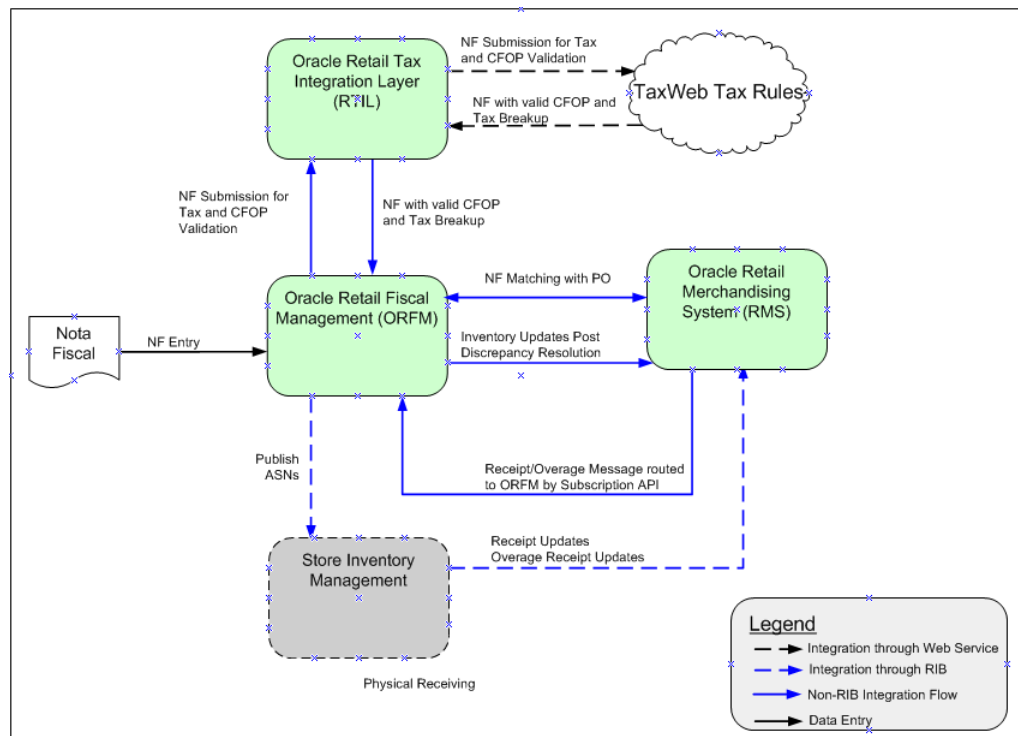 Oracle Retail Tax
Integration Layer
(RTIL)
NF Submission for Tax
and CFOP Validation
TaxWeb Tax Rules
NF with valid CFOP and
Tax Breakup
NF Submission for
Tax and CFOP
Validation
NF with valid CFOP
and Tax Breakup
Nota
Fiscal
NF Entry
Oracle Retail Fiscal
Management (ORFM)
NF Matching with PO
Inventory Updates Post
Discrepancy Resolution
Oracle Retail
Merchandising
System (RMS)
Publish
ASNs
Receipt/Overage Message routed
to ORFM by Subscription API
Store Inventory
Management
Receipt Updates
Overage Receipt Updates
Physical Receiving
Legend
Integration through Web Service
Integration through RIB
Non-RIB Integration Flow
Data Entry